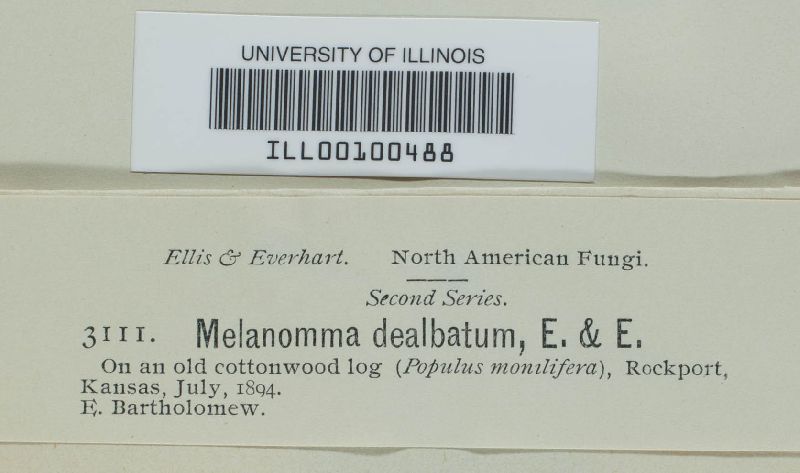 UNIVERSITY OF ILLINOIS
ILL00100488
Ellis & Everhart. North American Fungi.
Second Series.
3111. Melanomma dealbatum, E. & E.
On an old cottonwood log (Populus monilifera), Rockport,
Kansas, July, 1894.
E. Bartholomew.